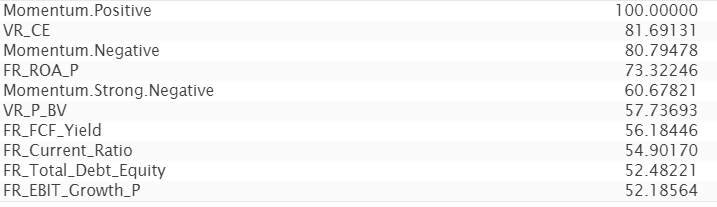 Momentum.Positive 100.00000
VR_CE 81.69131
Momentum.Negative 80.79478
FR_ROA_P 73.32246
Momentum.Strong.Negative 60.67821
VR_P_BV 57.73693
FR_FCF_Yield 56.18446
FR_Current_Ratio 54.90170
FR_Total_Debt_Equity 52.48221
FR_EBIT_Growth_P 52.18564